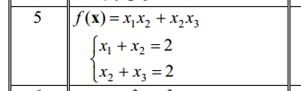 5 f(x) = x₁x₂ + x₂x₃
{ x₁ + x₂ = 2
x₂ + x₃ = 2